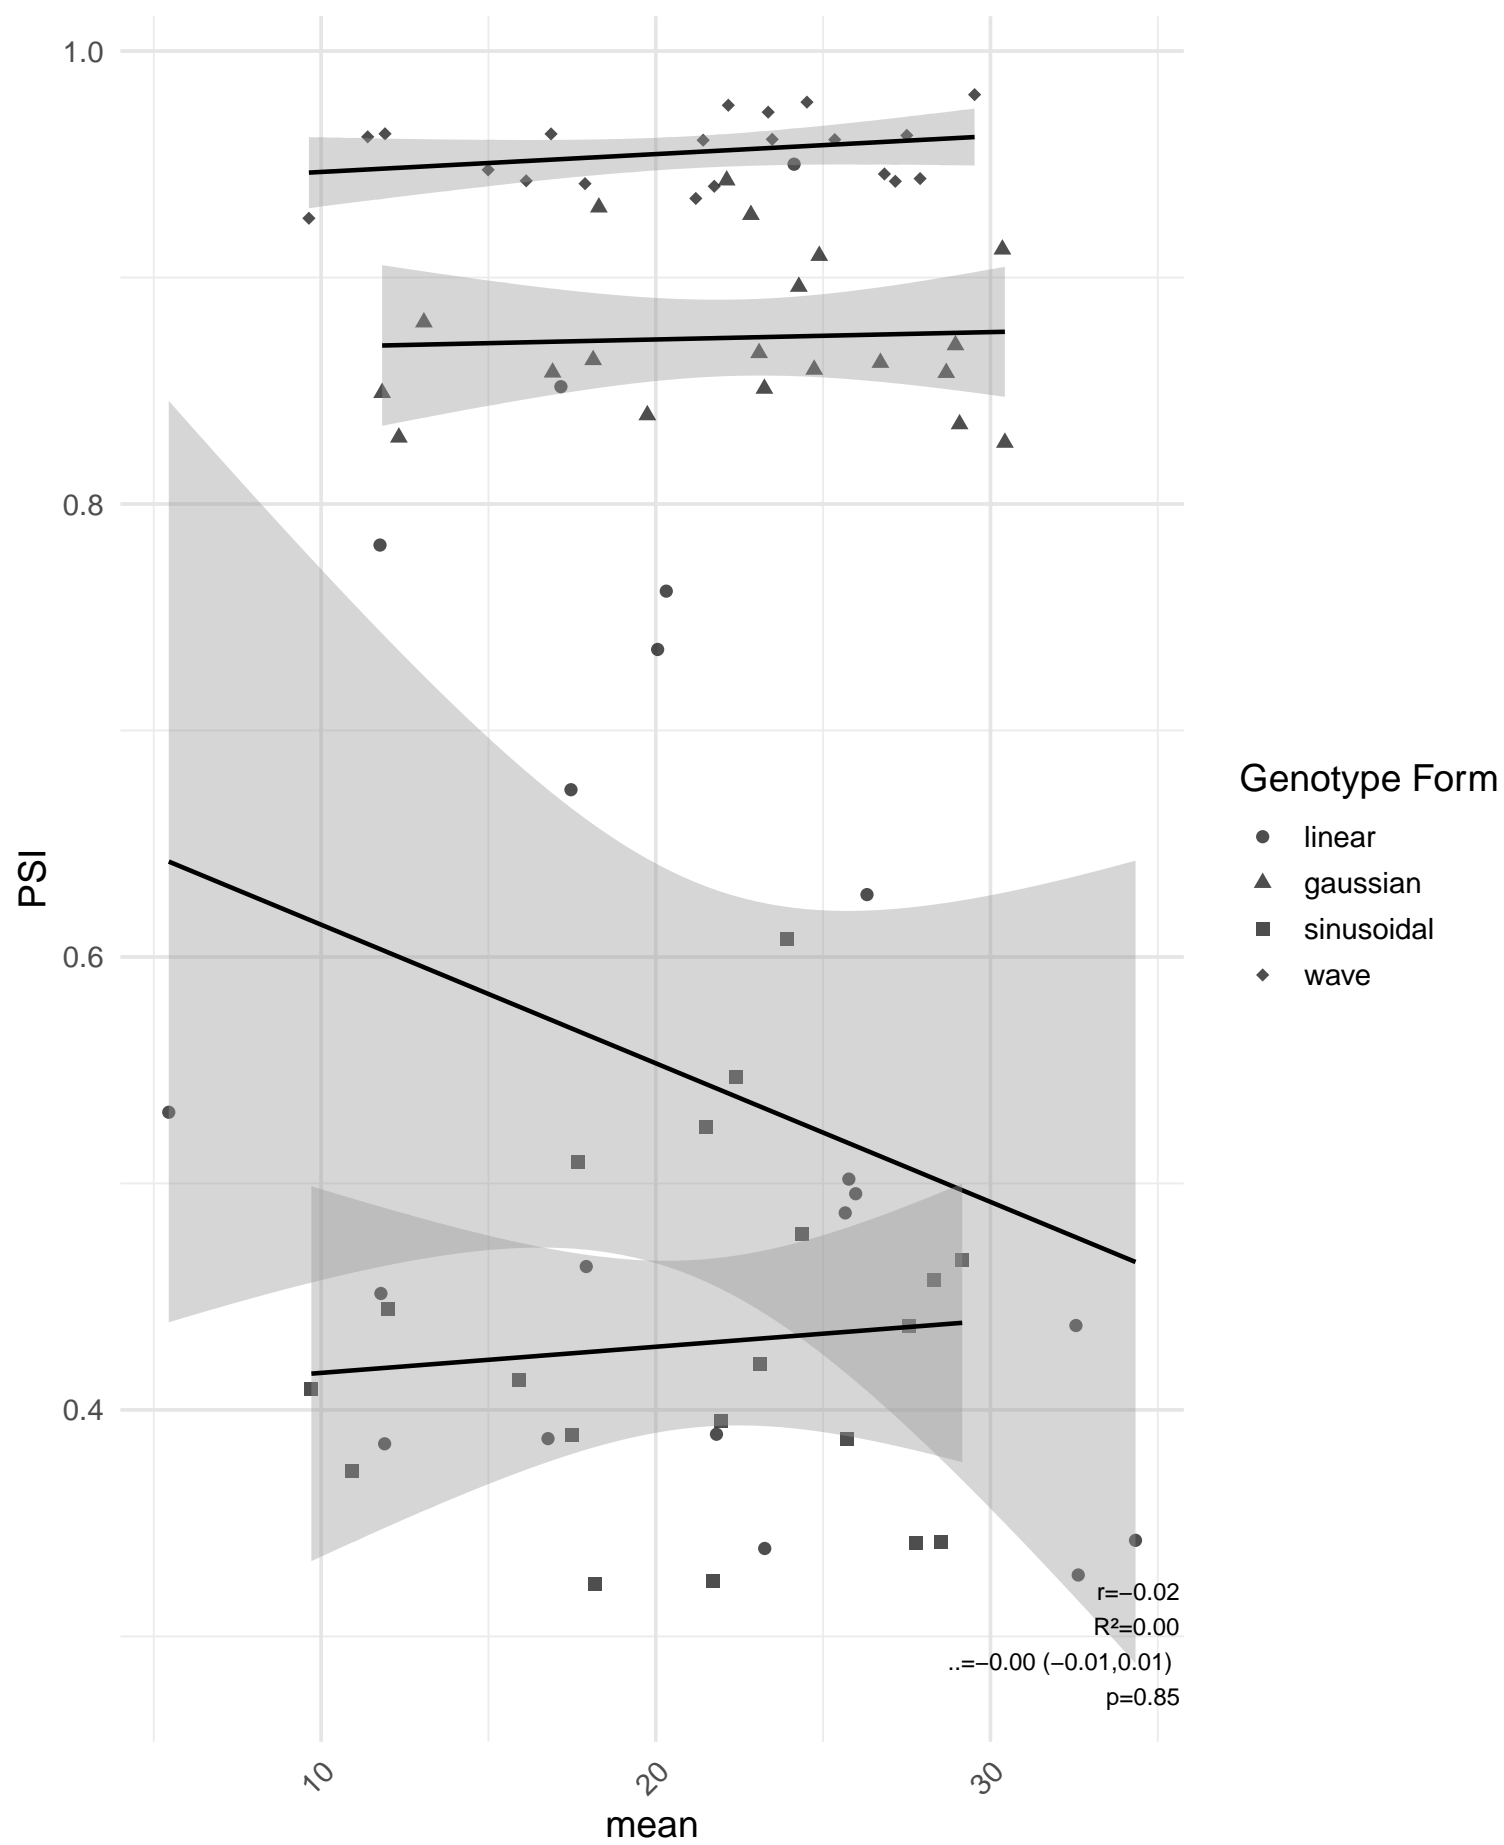 1.0
0.8
0.6
0.4
PSI
10
20
30
mean
r=−0.02
R²=0.00
..=−0.00 (−0.01,0.01)
p=0.85
Genotype Form
linear
gaussian
sinusoidal
wave